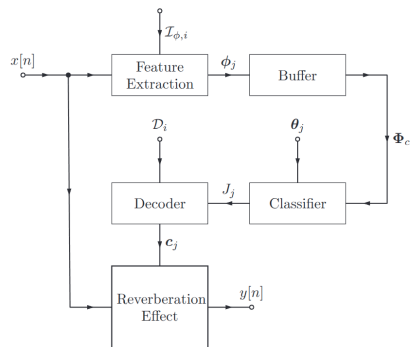 𝓘_{ϕ,i}
x[n]
Feature
Extraction
ϕ_j
Buffer
Φ_c
𝒟_i
θ_j
Decoder
J_j
Classifier
c_j
Reverberation
Effect
y[n]